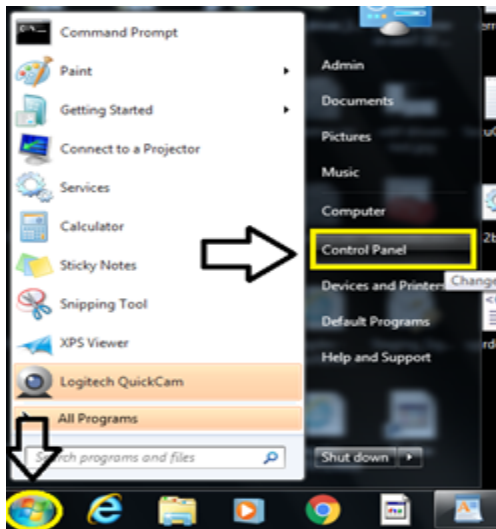 Command Prompt
Paint
Getting Started
Connect to a Projector
Services
Calculator
Sticky Notes
Snipping Tool
XPS Viewer
Logitech QuickCam
All Programs
programs and files
Admin
Documents
Pictures
Music
Computer
Control Panel
Devices and Printers
Change
Default Programs
Help and Support
Shut down